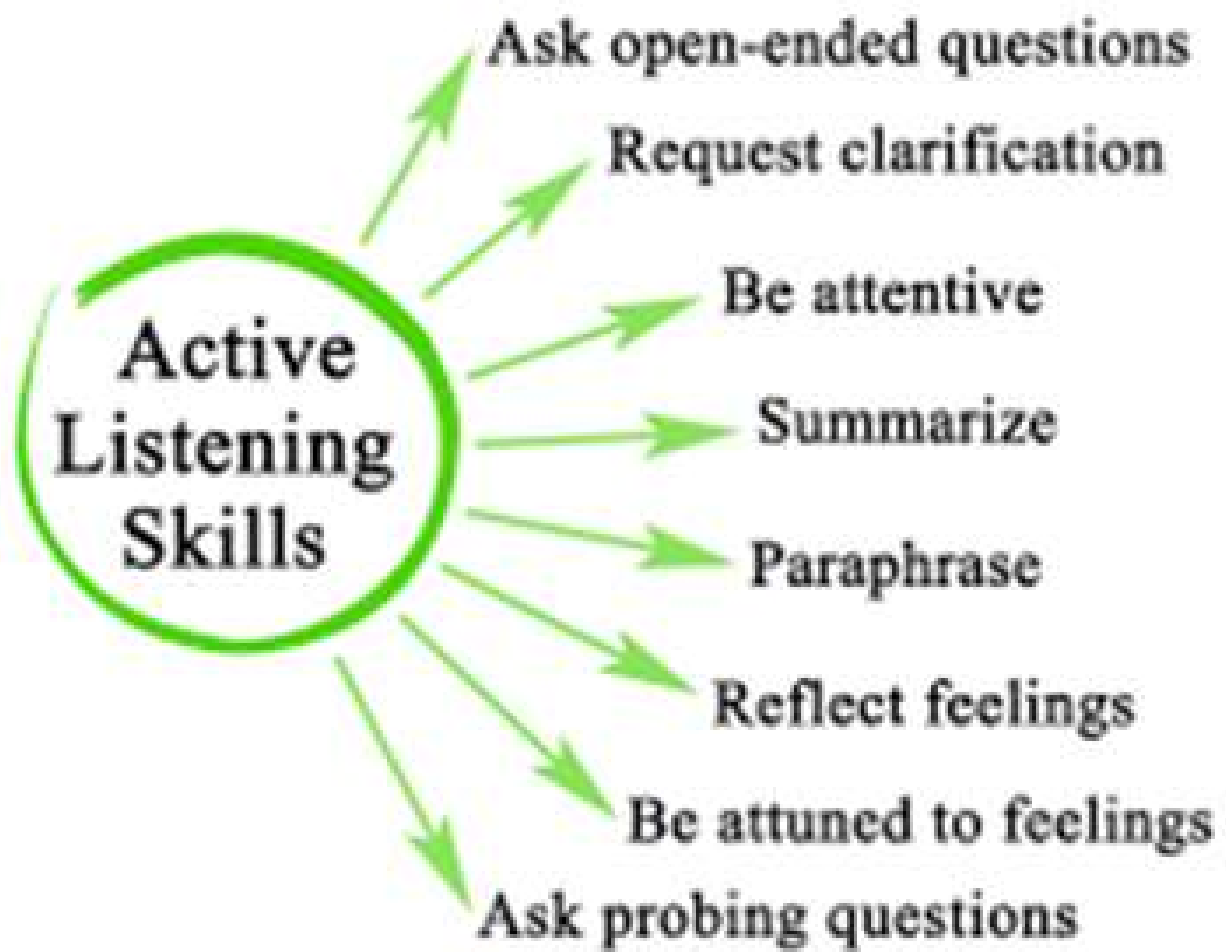 Ask open-ended questions
Request clarification
Be attentive
Active
Listening
Skills
Summarize
Paraphrase
Reflect feelings
Be attuned to feelings
Ask probing questions